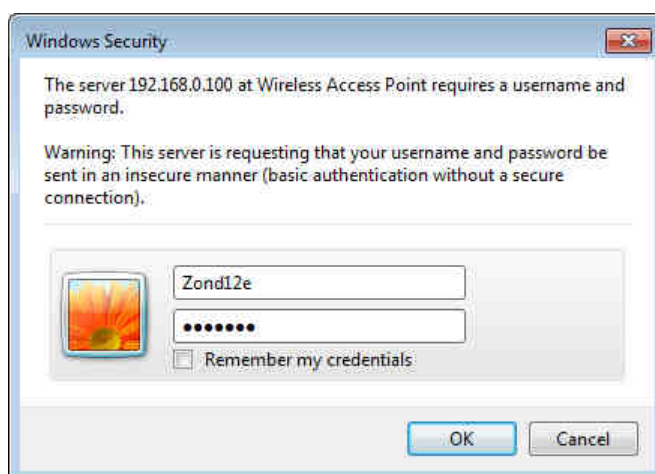 Windows Security
The server 192.168.0.100 at Wireless Access Point requires a username and
password.
Warning: This server is requesting that your username and password be
sent in an insecure manner (basic authentication without a secure
connection).
Zond12e
●●●●●●●
Remember my credentials
OK Cancel